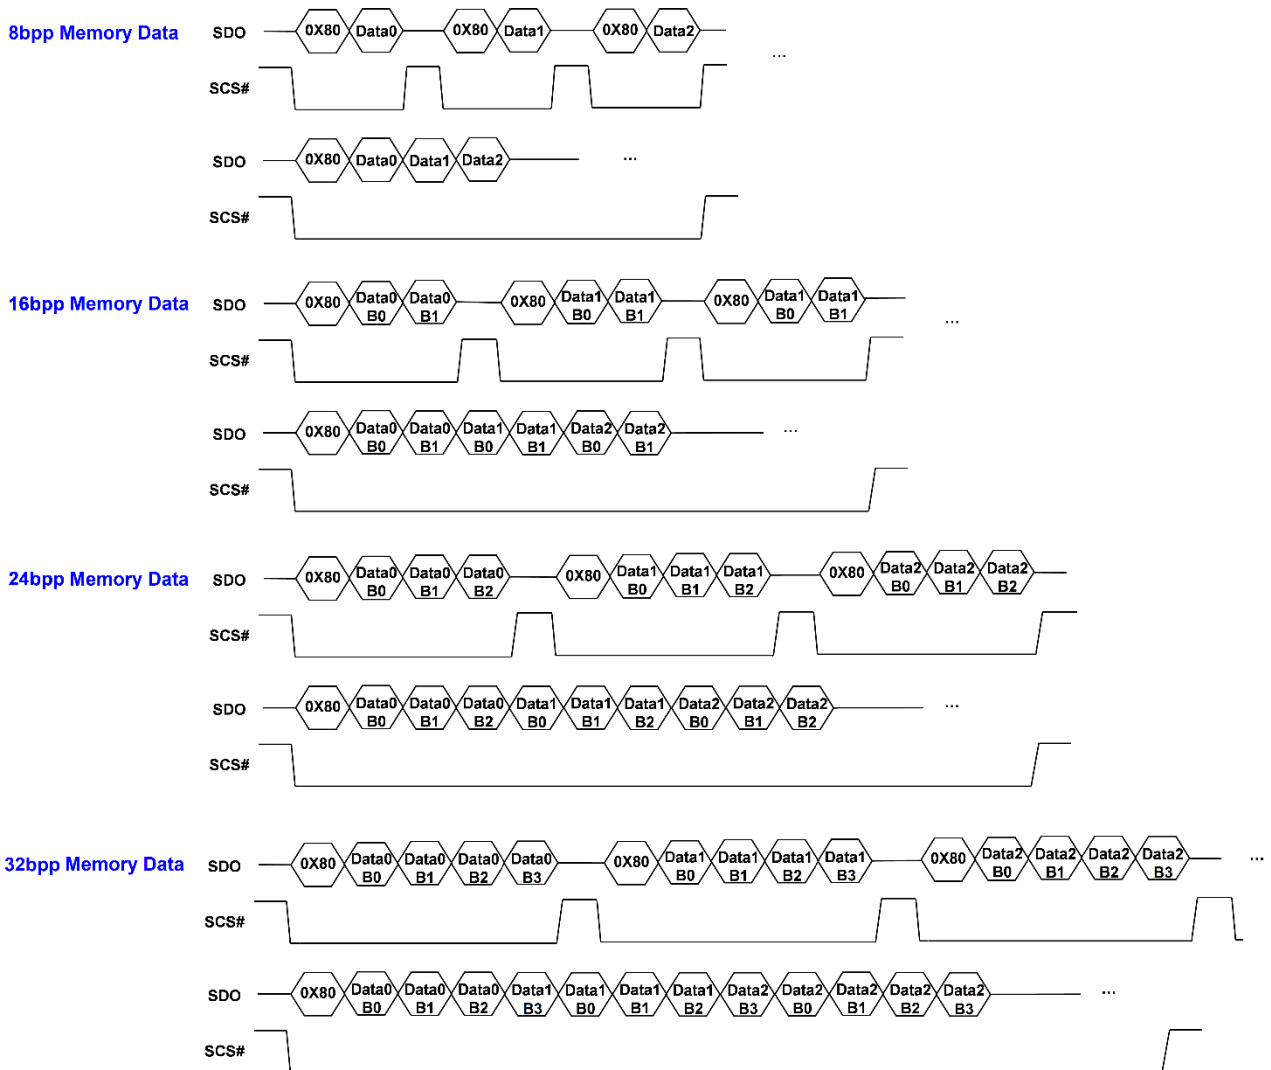 8bpp Memory Data SDO 0X80 Data0 0X80 Data1 0X80 Data2 ...
SCS#
SDO 0X80 Data0 Data1 Data2 ...
SCS#
16bpp Memory Data SDO 0X80 Data0 B0 Data0 B1 0X80 Data1 B0 Data1 B1 0X80 Data1 B0 Data1 B1 ...
SCS#
SDO 0X80 Data0 B0 Data0 B1 Data1 B0 Data1 B1 Data2 B0 Data2 B1 ...
SCS#
24bpp Memory Data SDO 0X80 Data0 B0 Data0 B1 Data0 B2 0X80 Data1 B0 Data1 B1 Data1 B2 0X80 Data2 B0 Data2 B1 Data2 B2
SCS#
SDO 0X80 Data0 B0 Data0 B1 Data0 B2 Data1 B0 Data1 B1 Data1 B2 Data2 B0 Data2 B1 Data2 B2 ...
SCS#
32bpp Memory Data SDO 0X80 Data0 B0 Data0 B1 Data0 B2 Data0 B3 0X80 Data1 B0 Data1 B1 Data1 B2 Data1 B3 0X80 Data2 B0 Data2 B1 Data2 B2 Data2 B3 ...
SCS#
SDO 0X80 Data0 B0 Data0 B1 Data0 B2 Data1 B3 Data1 B0 Data1 B1 Data1 B2 Data2 B3 Data2 B0 Data2 B1 Data2 B2 Data2 B3 ...
SCS#